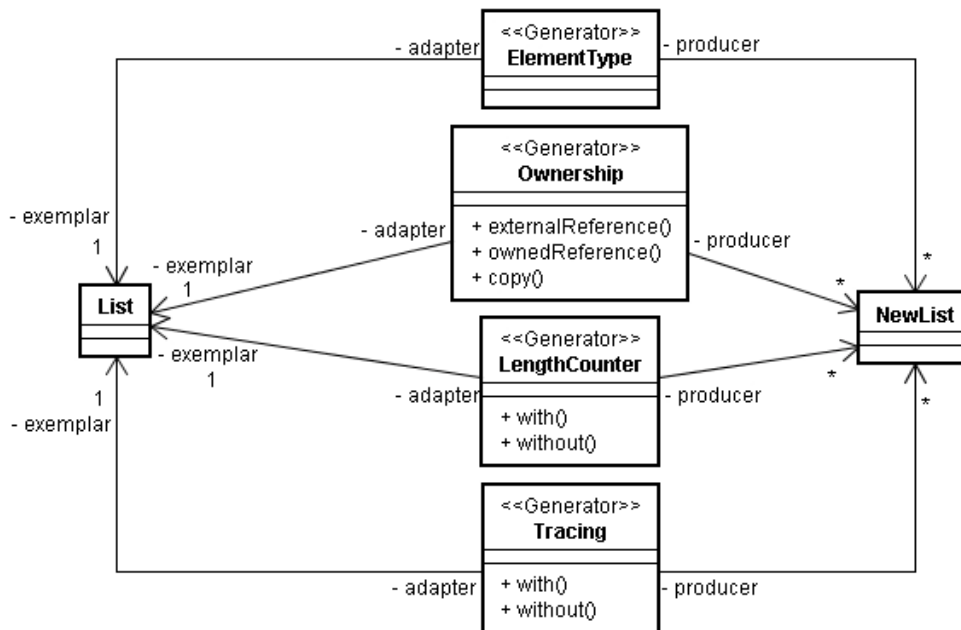 <<Generator>>
- adapter
- producer
ElementType
<<Generator>>
Ownership
- exemplar
- adapter
+ externalReference()
- producer
1
+ ownedReference()
*
- exemplar
+ copy()
1
*
List
NewList
<<Generator>>
- exemplar
LengthCounter
1
*
1
- adapter
- producer
*
- exemplar
+ with()
+ without()
<<Generator>>
Tracing
- adapter
+ with()
- producer
+ without()